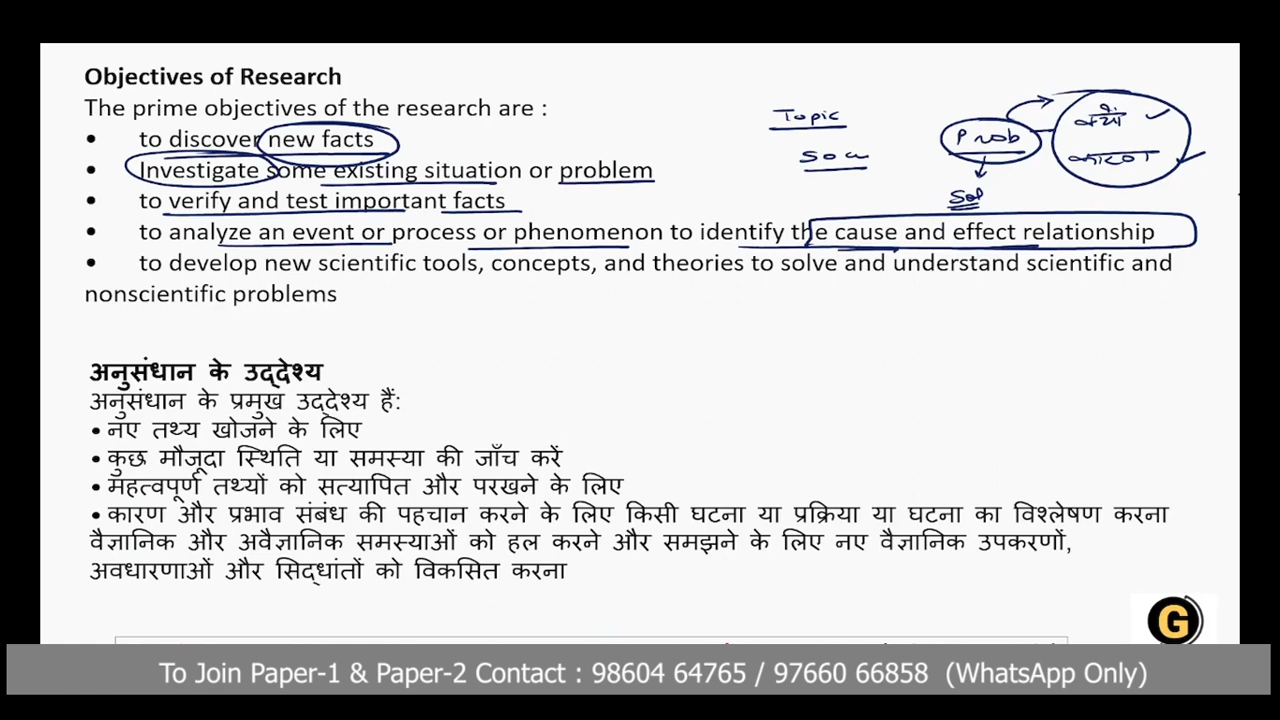 Objectives of Research
The prime objectives of the research are :
• to discover new facts
• Investigate some existing situation or problem
• to verify and test important facts
• to analyze an event or process or phenomenon to identify the cause and effect relationship
• to develop new scientific tools, concepts, and theories to solve and understand scientific and
nonscientific problems
Topic
Prob
Sol
कारण
अनुसंधान के उद्देश्य
अनुसंधान के प्रमुख उद्देश्य हैं:
• नए तथ्य खोजने के लिए
• कुछ मौजूदा स्थिति या समस्या की जाँच करें
• महत्वपूर्ण तथ्यों को सत्यापित और परखने के लिए
• कारण और प्रभाव संबंध की पहचान करने के लिए किसी घटना या प्रक्रिया या घटना का विश्लेषण करना
वैज्ञानिक और अवैज्ञानिक समस्याओं को हल करने और समझने के लिए नए वैज्ञानिक उपकरणों,
अवधारणाओं और सिद्धांतों को विकसित करना
G
To Join Paper-1 & Paper-2 Contact : 98604 64765 / 97660 66858 (WhatsApp Only)